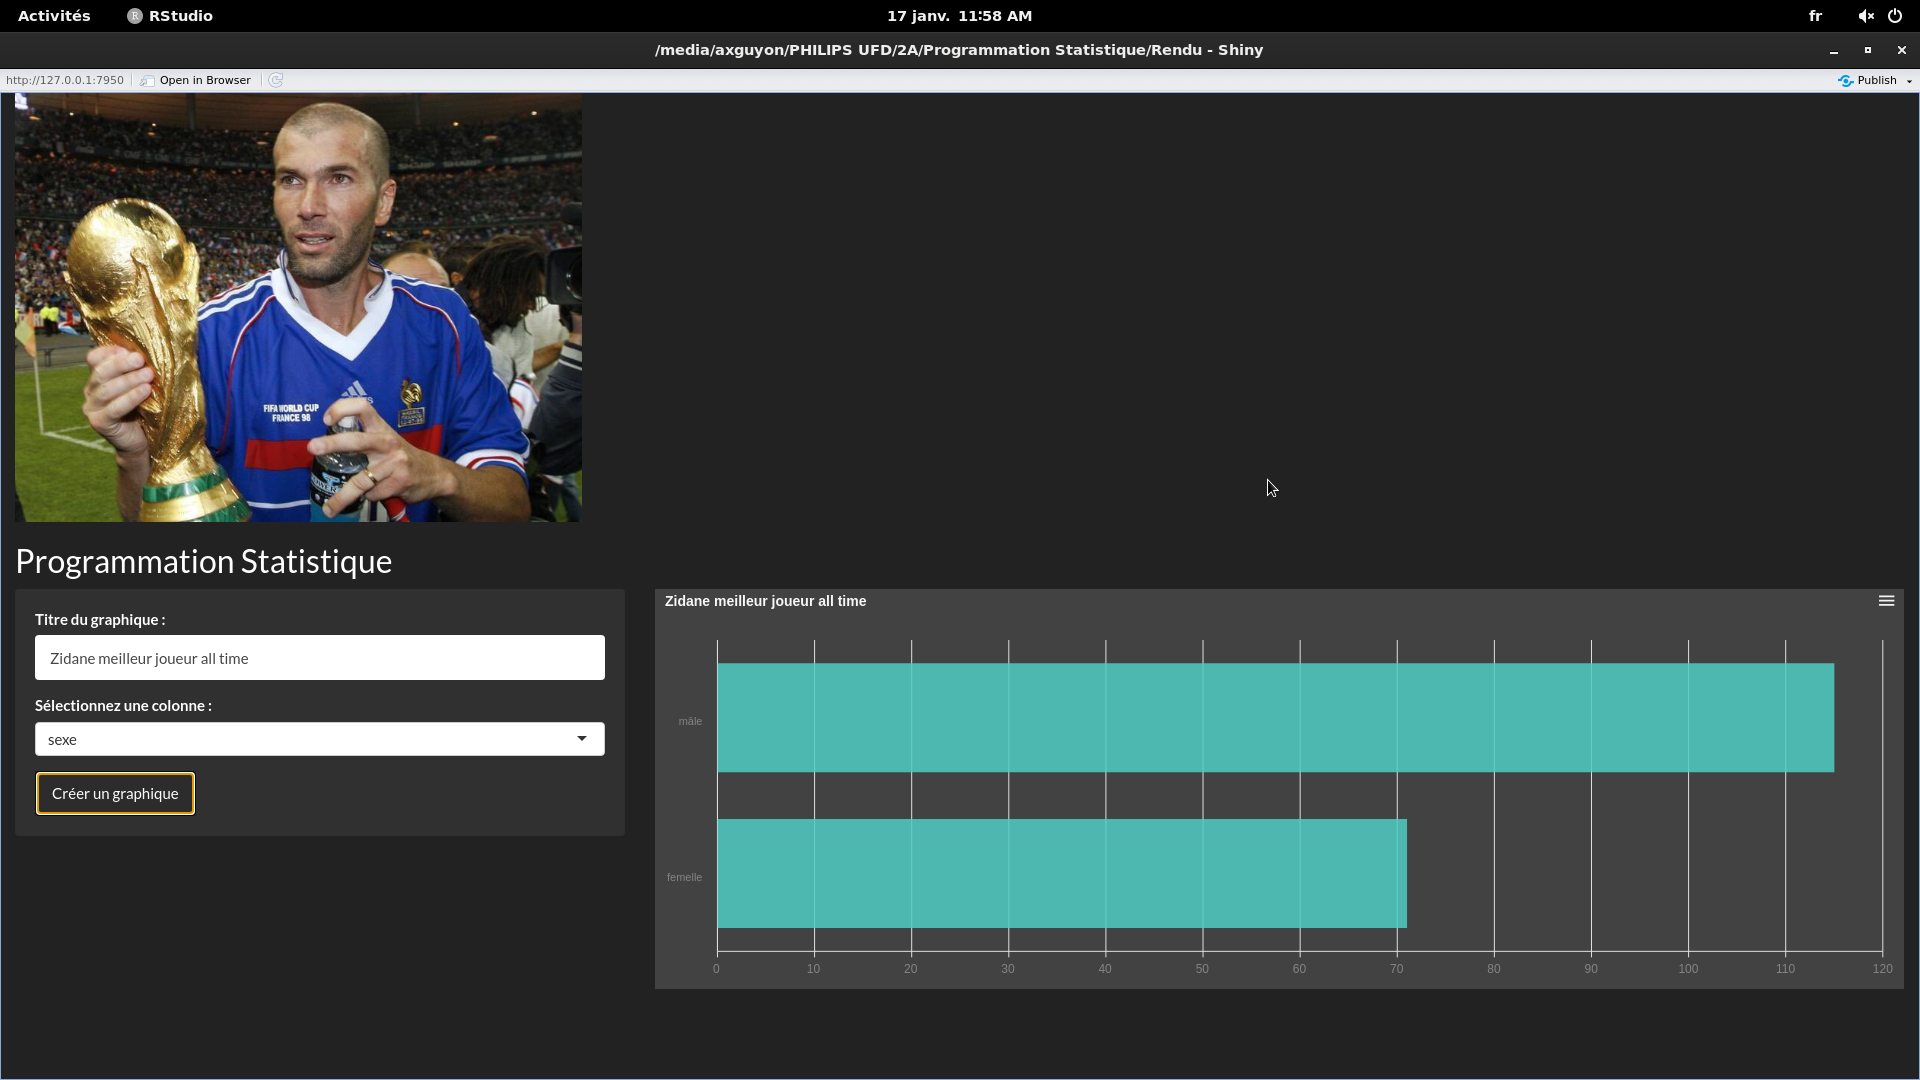 Activités RStudio 17 janv. 11:58 AM fr
/media/axguyon/PHILIPS UFD/2A/Programmation Statistique/Rendu - Shiny
http://127.0.0.1:7950 Open in Browser Publish
FIFA WORLD CUP
FRANCE 98
Programmation Statistique
Titre du graphique :
Zidane meilleur joueur all time
Sélectionnez une colonne :
sexe
Créer un graphique
Zidane meilleur joueur all time
mâle
femelle
0 10 20 30 40 50 60 70 80 90 100 110 120